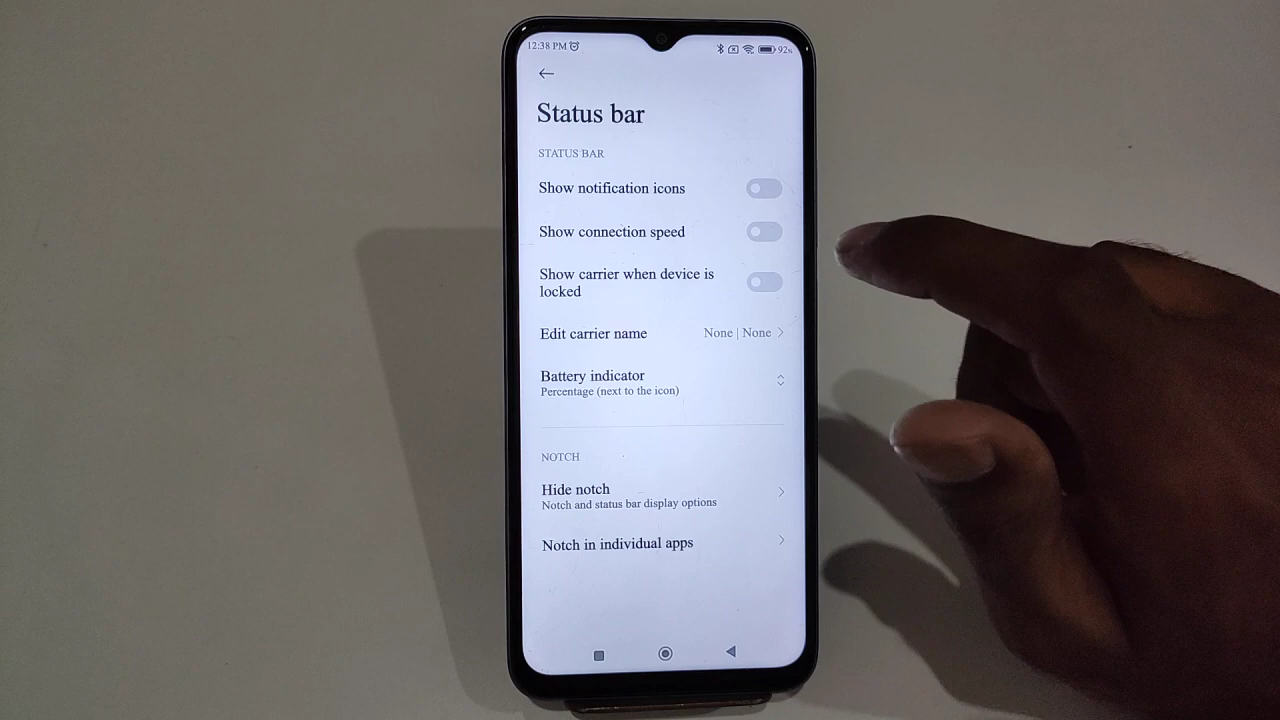 12:38 PM 92%
Status bar
STATUS BAR
Show notification icons
Show connection speed
Show carrier when device is
locked
Edit carrier name None | None
Battery indicator
Percentage (next to the icon)
NOTCH
Hide notch
Notch and status bar display options
Notch in individual apps